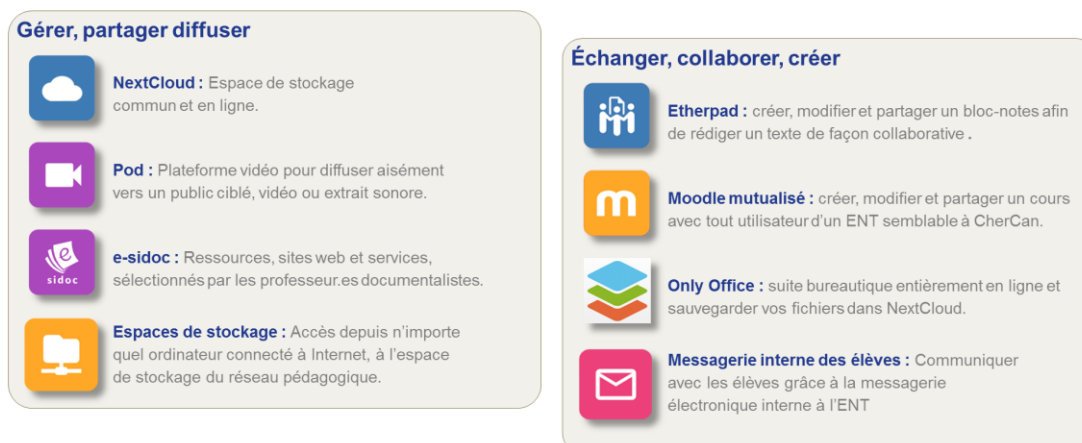 Gérer, partager diffuser
NextCloud : Espace de stockage
commun et en ligne.
Pod : Plateforme vidéo pour diffuser aisément
vers un public ciblé, vidéo ou extrait sonore.
e
sidoc
e-sidoc : Ressources, sites web et services,
sélectionnés par les professeur.es documentalistes.
Espaces de stockage : Accès depuis n’importe
quel ordinateur connecté à Internet, à l’espace
de stockage du réseau pédagogique.
Échanger, collaborer, créer
Etherpad : créer, modifier et partager un bloc-notes afin
de rédiger un texte de façon collaborative .
m
Moodle mutualisé : créer, modifier et partager un cours
avec tout utilisateur d’un ENT semblable à CherCan.
Only Office : suite bureautique entièrement en ligne et
sauvegarder vos fichiers dans NextCloud.
Messagerie interne des élèves : Communiquer
avec les élèves grâce à la messagerie
électronique interne à l’ENT